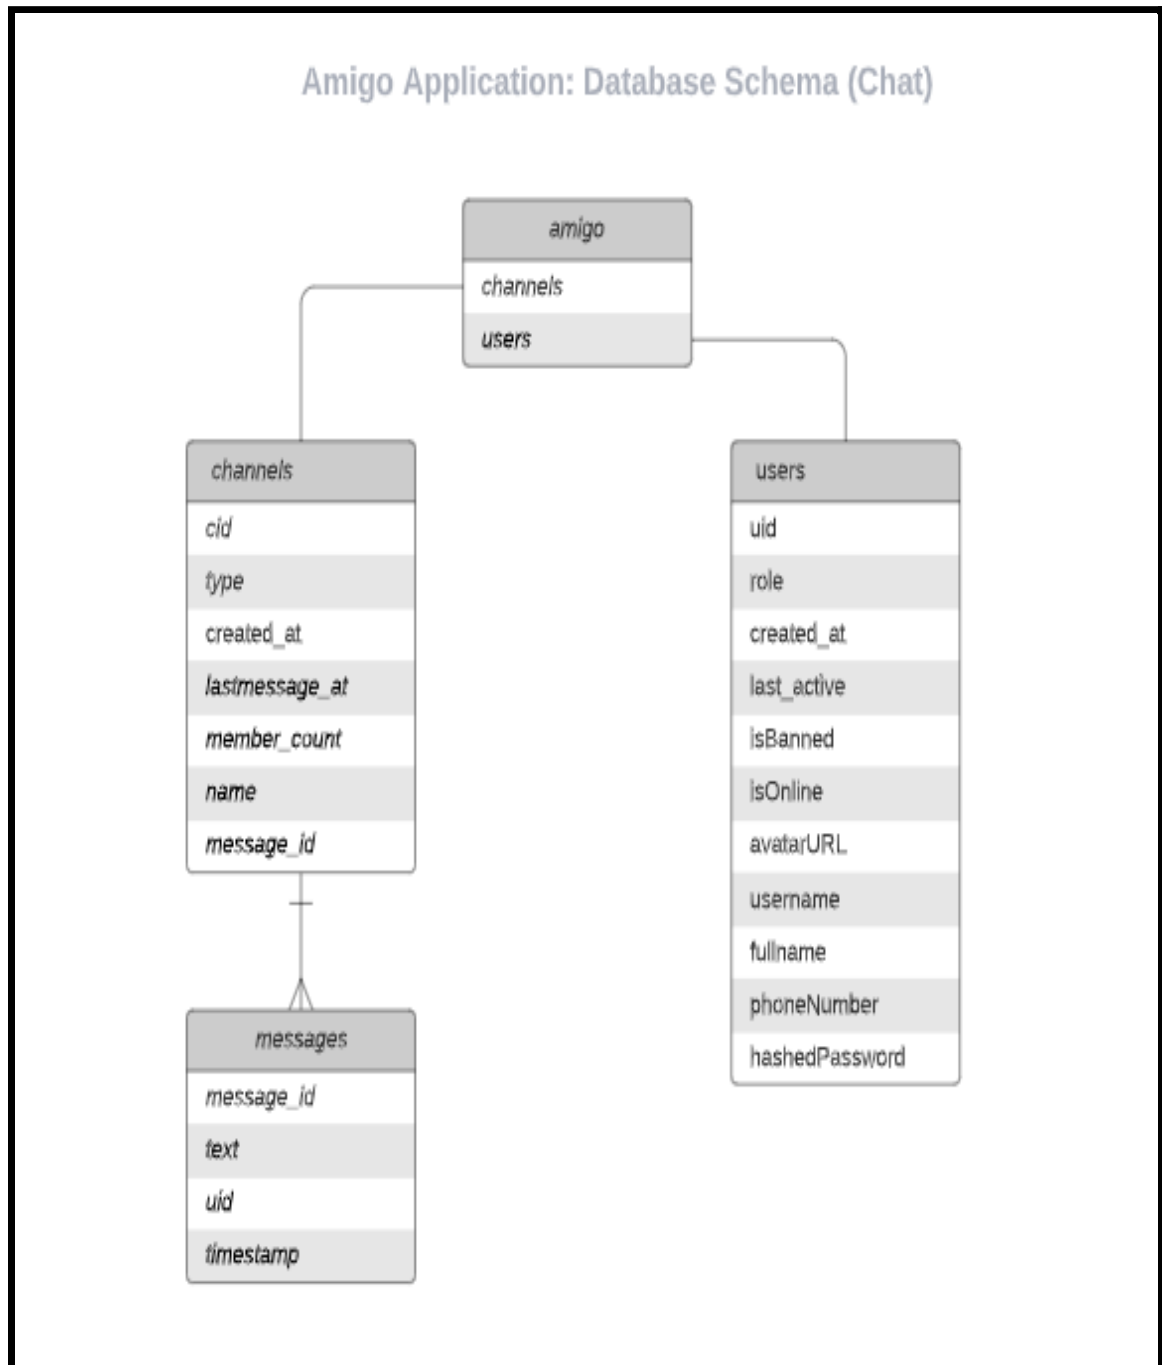 Amigo Application: Database Schema (Chat)
amigo
channels
users
channels
cid
type
created_at
lastmessage_at
member_count
name
message_id
users
uid
role
created_at
last_active
isBanned
isOnline
avatarURL
username
fullname
phoneNumber
hashedPassword
messages
message_id
text
uid
timestamp